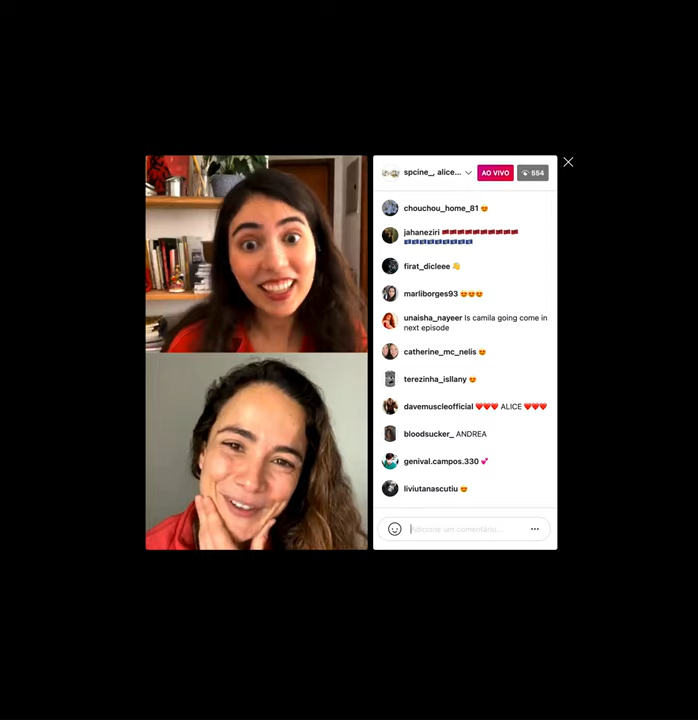 spcine_, alice... AO VIVO 554
chouchou_home_81 😍
jahaneziri
firat_dicleee 👋
marliborges93 😍😍😍
unaisha_nayeer Is camila going come in
next episode
catherine_mc_nelis 😍
terezinha_isllany 😍
davemuscleofficial ❤️❤️❤️ ALICE ❤️❤️❤️
bloodsucker_ ANDREA
genival.campos.330 💕
liviutanascutiu 😍
Adicione um comentário...